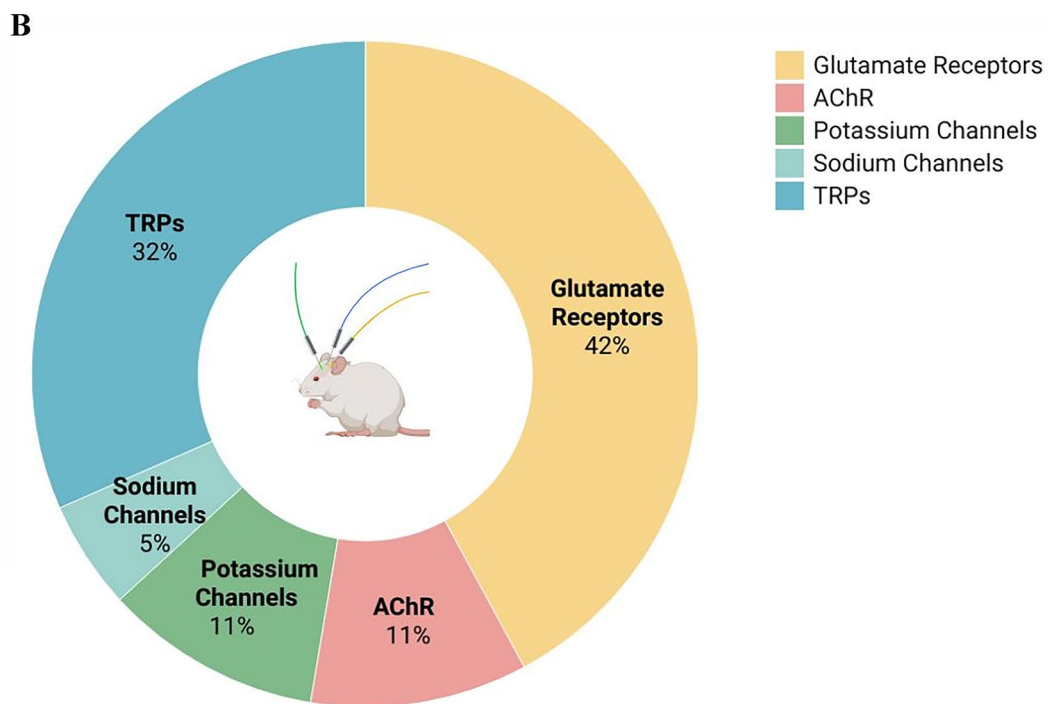 B
Glutamate Receptors
AChR
Potassium Channels
Sodium Channels
TRPs
TRPs
32%
Glutamate
Receptors
42%
Sodium
Channels
5%
Potassium
Channels
11%
AChR
11%